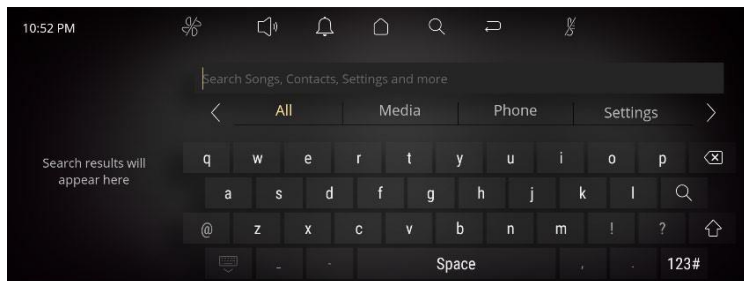 10:52 PM
Search Songs, Contacts, Settings and more
All Media Phone Settings
Search results will
appear here
q w e r t y u i o p
a s d f g h j k l
@ z x c v b n m ! ?
_ - Space , . 123#